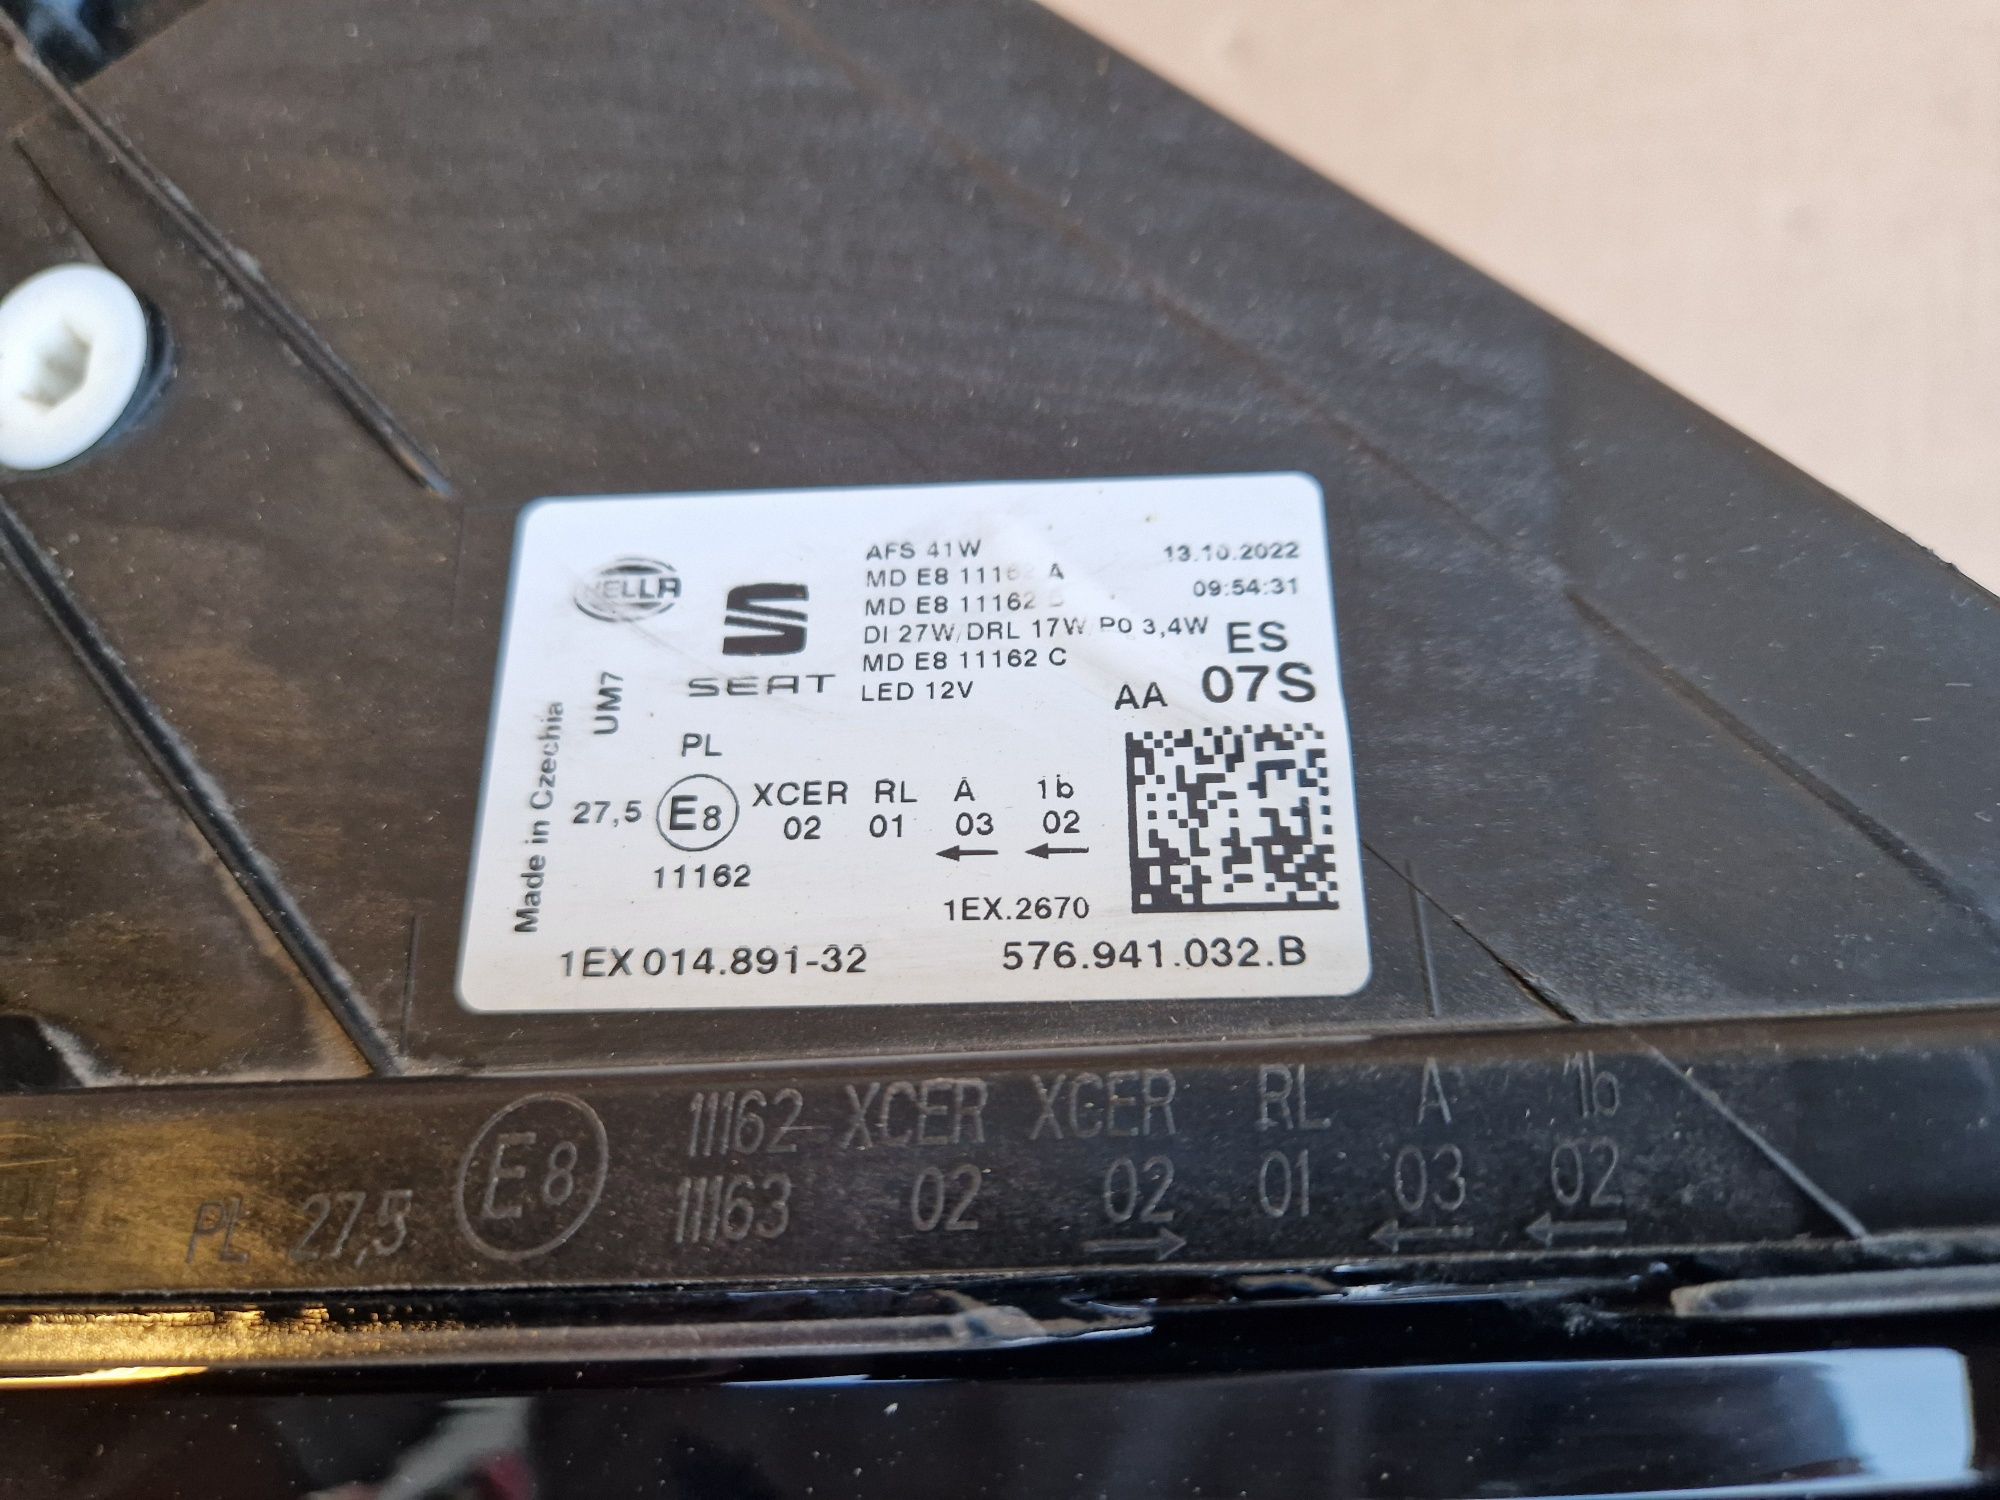 HELLA
SEAT
AFS 41W
MD E8 11162 A
MD E8 11162
DI 27W/DRL 17W/PO 3,4W
MD E8 11162 C
LED 12V
13.10.2022
09:54:31
ES
AA 07S
Made in Czechia
UM7
PL
27,5 E8 XCER RL A 1b
02 01 03 02
← ←
11162
1EX.2670
1EX 014.891-32 576.941.032.B
11162 XCER XCER RL A 1b
PL 27,5 E8 11163 02 02 01 03 02
→ ← ←